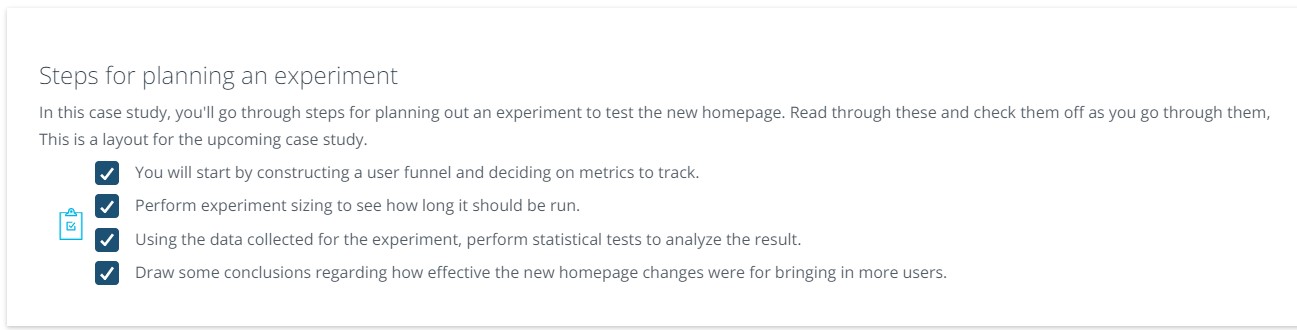 Steps for planning an experiment
In this case study, you'll go through steps for planning out an experiment to test the new homepage. Read through these and check them off as you go through them,
This is a layout for the upcoming case study.
You will start by constructing a user funnel and deciding on metrics to track.
Perform experiment sizing to see how long it should be run.
Using the data collected for the experiment, perform statistical tests to analyze the result.
Draw some conclusions regarding how effective the new homepage changes were for bringing in more users.